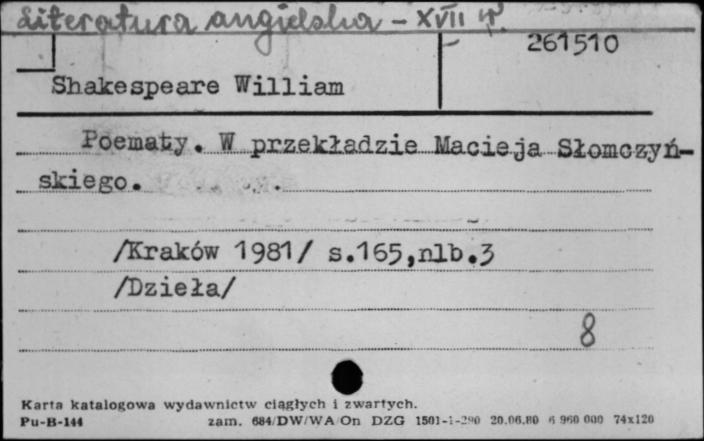 Literatura angielska - XVII w.
261510
Shakespeare William
Poematy. W przekładzie Macieja Słomczyń-
skiego.
/Kraków 1981/ s.165,nlb.3
/Dzieła/
8
Karta katalogowa wydawnictw ciągłych i zwartych.
Pu-B-144 zam. 684/DW/WA/On DZG 1501-1-290 20.06.80 6 960 000 74x120